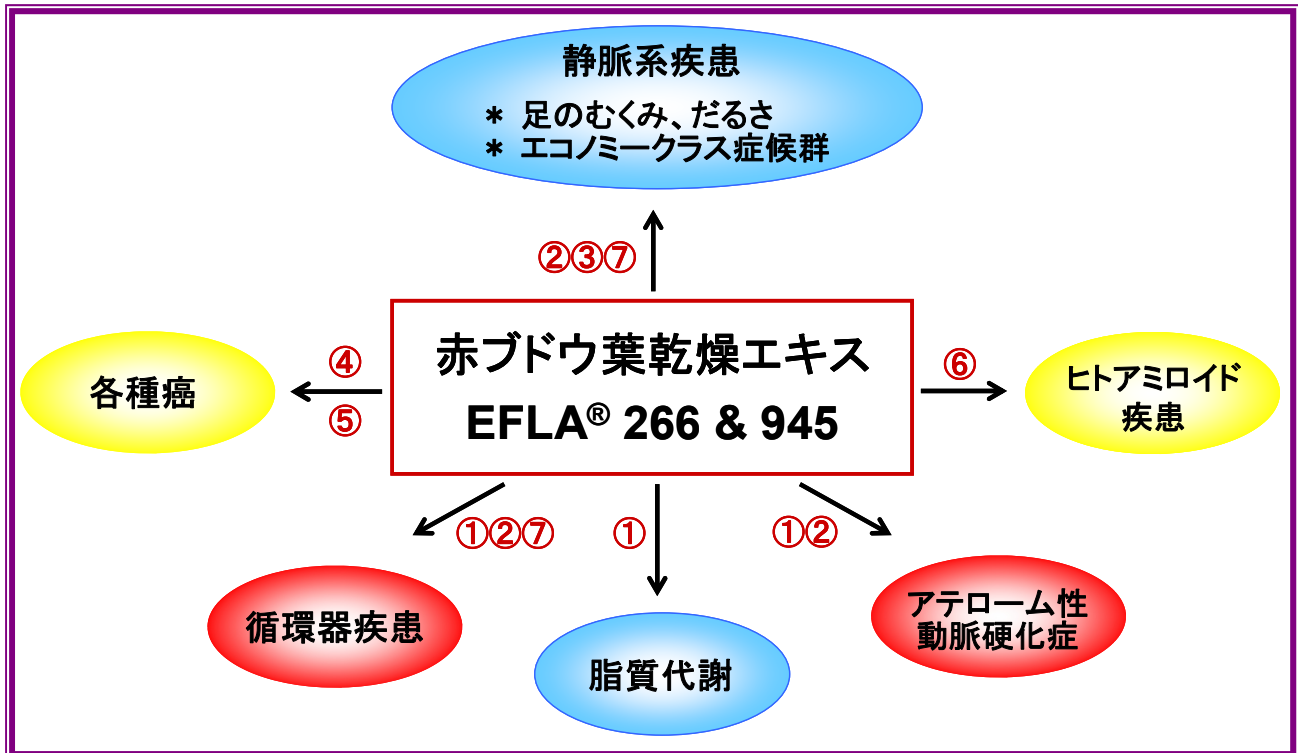 静脈系疾患
* 足のむくみ、だるさ
* エコノミークラス症候群
②③⑦
赤ブドウ葉乾燥エキス
EFLA® 266 & 945
各種癌
④
⑤
⑥
ヒトアミロイド
疾患
①②⑦
①
①②
循環器疾患
脂質代謝
アテローム性
動脈硬化症